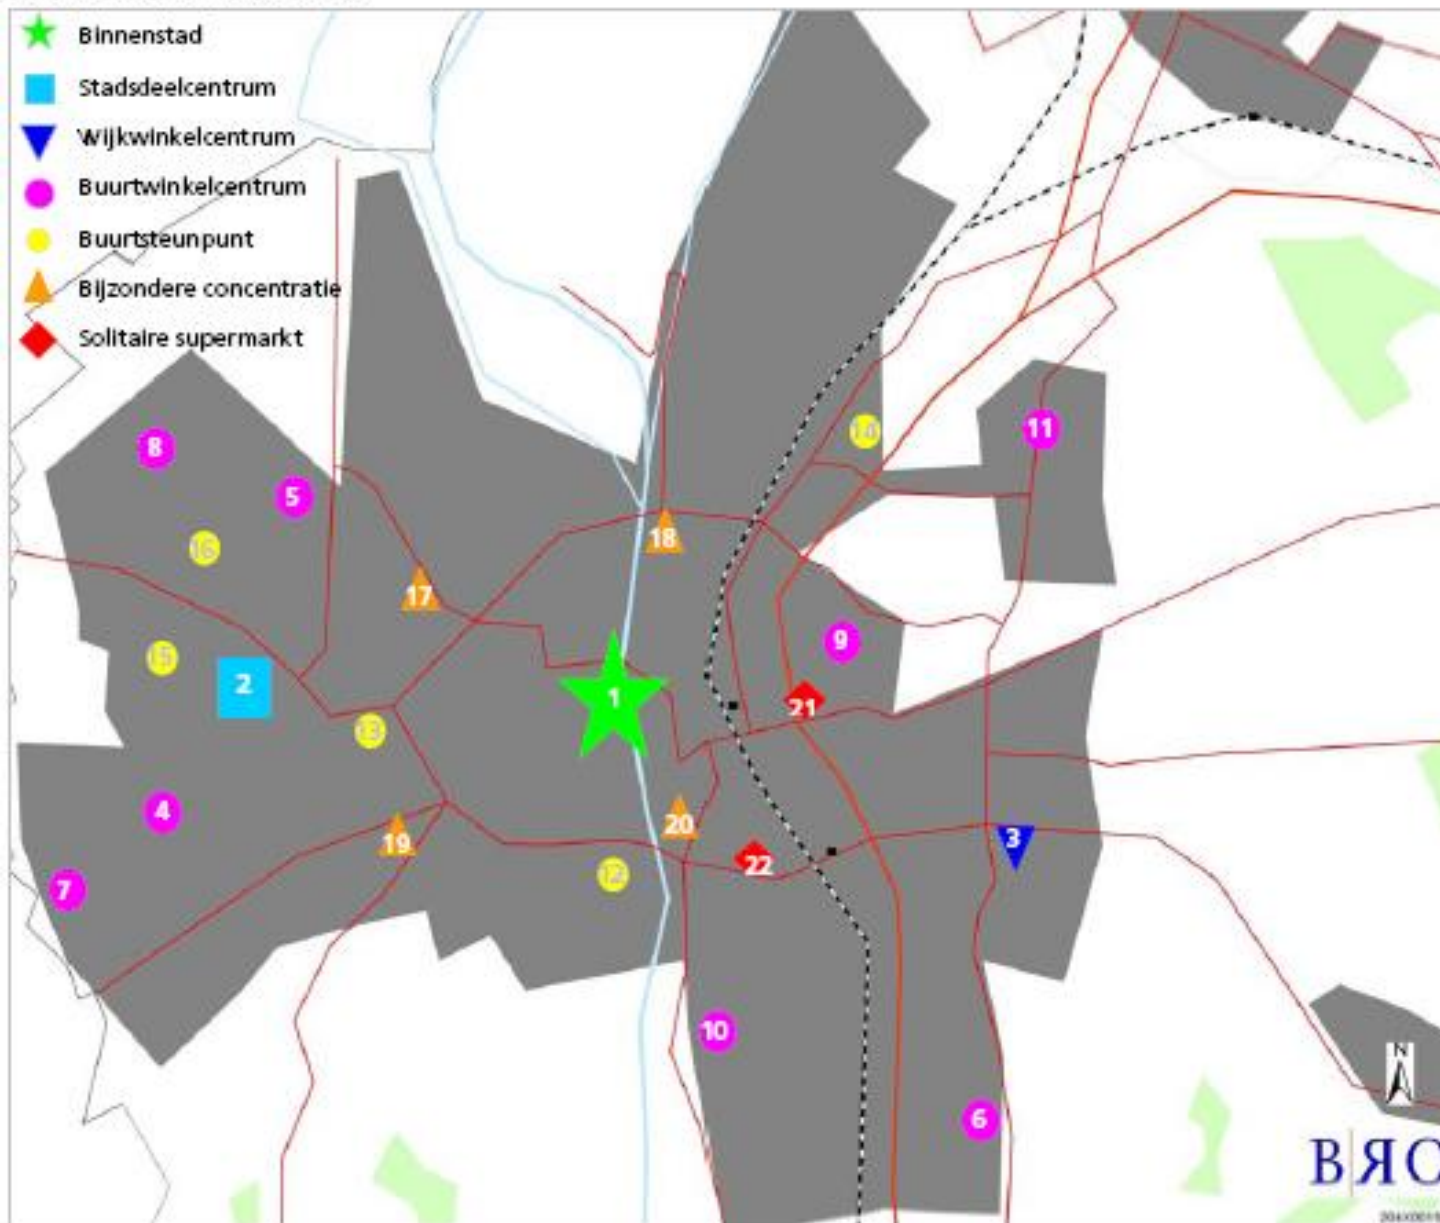 Binnenstad
Stadsdeelcentrum
Wijkwinkelcentrum
Buurtwinkelcentrum
Buurtsteunpunt
Bijzondere concentratie
Solitaire supermarkt
8
5
11
14
16
18
17
15
2
9
1
21
13
4
20
19
3
22
12
7
10
N
6
BRO